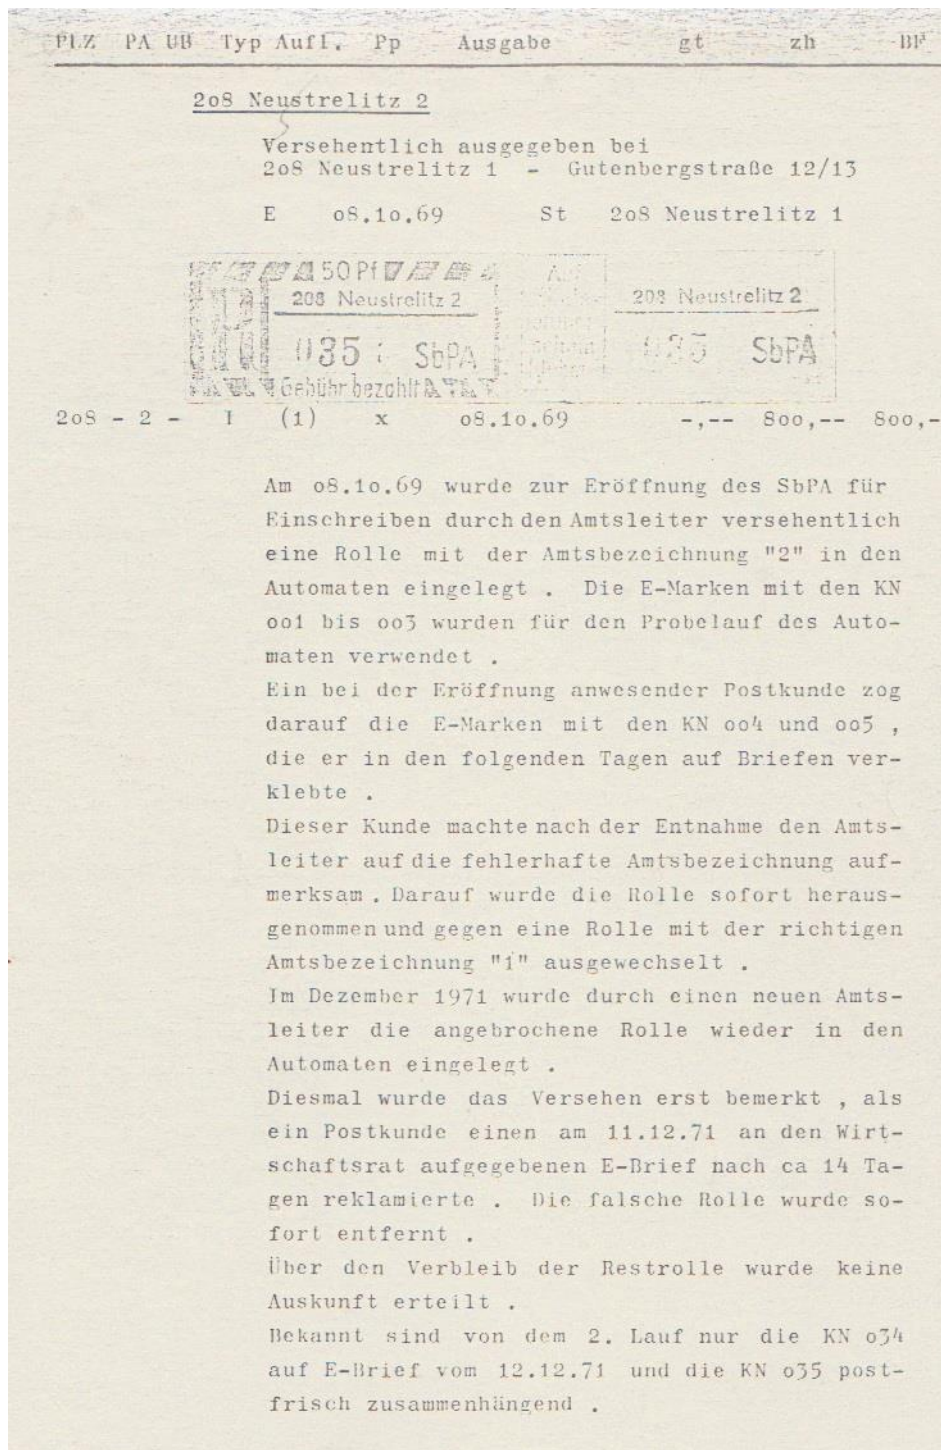 PLZ PA UB Typ Aufl. Pp Ausgabe gt zh BF
2o8 Neustrelitz 2
Versehentlich ausgegeben bei
2o8 Neustrelitz 1 - Gutenbergstraße 12/13
E o8.1o.69 St 2o8 Neustrelitz 1
50 Pf
208 Neustrelitz 2 208 Neustrelitz 2
035 SbPA 035 SbPA
Gebühr bezahlt
2o8 - 2 - I (1) x o8.1o.69 -,-- 8oo,-- 8oo,-
Am o8.1o.69 wurde zur Eröffnung des SbPA für
Einschreiben durch den Amtsleiter versehentlich
eine Rolle mit der Amtsbezeichnung "2" in den
Automaten eingelegt . Die E-Marken mit den KN
oo1 bis oo3 wurden für den Probelauf des Auto-
maten verwendet .
Ein bei der Eröffnung anwesender Postkunde zog
darauf die E-Marken mit den KN oo4 und oo5 ,
die er in den folgenden Tagen auf Briefen ver-
klebte .
Dieser Kunde machte nach der Entnahme den Amts-
leiter auf die fehlerhafte Amtsbezeichnung auf-
merksam . Darauf wurde die Rolle sofort heraus-
genommen und gegen eine Rolle mit der richtigen
Amtsbezeichnung "1" ausgewechselt .
Im Dezember 1971 wurde durch einen neuen Amts-
leiter die angebrochene Rolle wieder in den
Automaten eingelegt .
Diesmal wurde das Versehen erst bemerkt , als
ein Postkunde einen am 11.12.71 an den Wirt-
schaftsrat aufgegebenen E-Brief nach ca 14 Ta-
gen reklamierte . Die falsche Rolle wurde so-
fort entfernt .
Über den Verbleib der Restrolle wurde keine
Auskunft erteilt .
Bekannt sind von dem 2. Lauf nur die KN o34
auf E-Brief vom 12.12.71 und die KN o35 post-
frisch zusammenhängend .